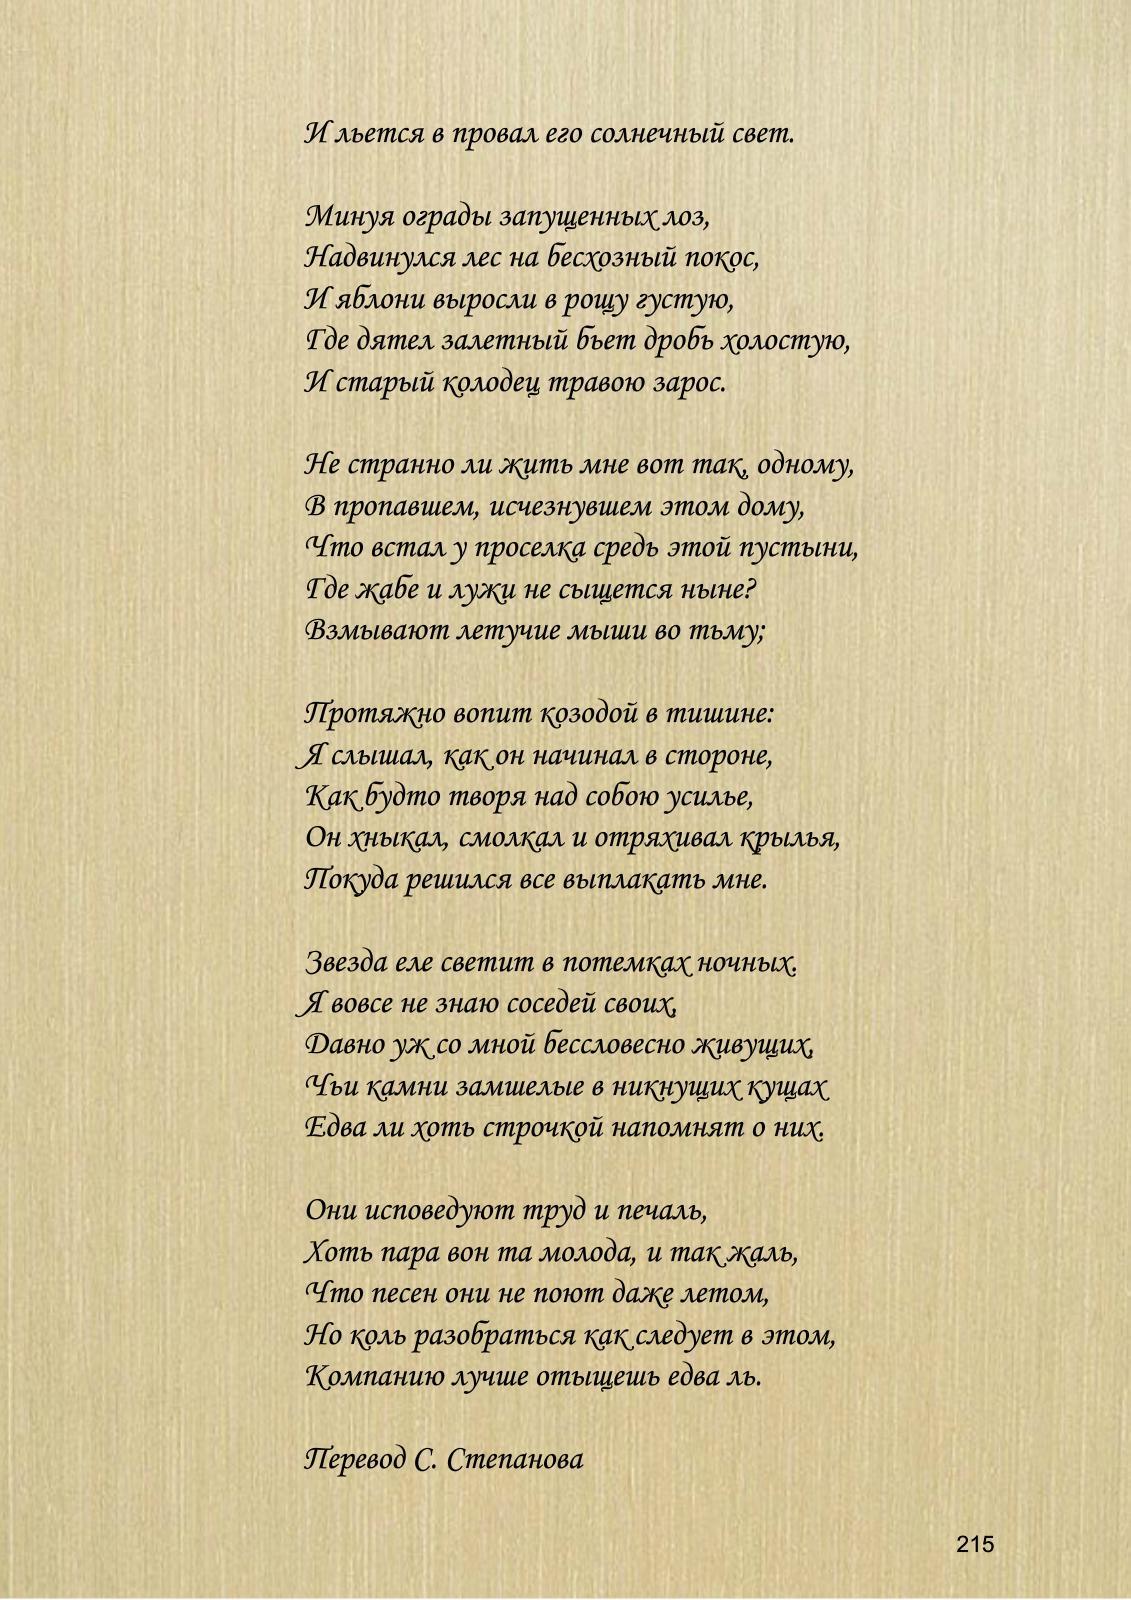 И льется в провал его солнечный свет.

Минуя ограды запущенных лоз,
Надвинулся лес на бесхозный покос,
И яблони выросли в рощу густую,
Где дятел залетный бьет дробь холостую,
И старый колодец травою зарос.

Не странно ли жить мне вот так, одному,
В пропавшем, исчезнувшем этом дому,
Что встал у проселка средь этой пустыни,
Где жабе и лужи не сыщется ныне?
Взмывают летучие мыши во тьму;

Протяжно вопит козодой в тишине:
Я слышал, как он начинал в стороне,
Как будто творя над собою усилье,
Он хныкал, смолкал и отряхивал крылья,
Покуда решился все выплакать мне.

Звезда еле светит в потемках ночных.
Я вовсе не знаю соседей своих,
Давно уж со мной бессловесно живущих,
Чьи камни замшелые в никнущих кущах
Едва ли хоть строчкой напомнят о них.

Они исповедуют труд и печаль,
Хоть пара вон та молода, и так жаль,
Что песен они не поют даже летом,
Но коль разобраться как следует в этом,
Компанию лучше отыщешь едва ль.

Перевод С. Степанова

215